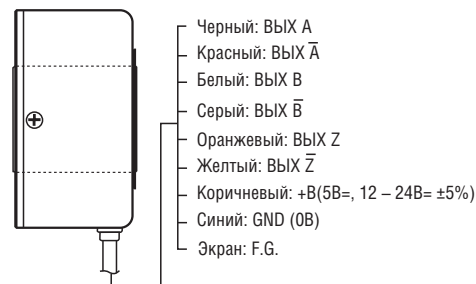 Черный: ВЫХ A
Красный: ВЫХ A̅
Белый: ВЫХ B
Серый: ВЫХ B̅
Оранжевый: ВЫХ Z
Желтый: ВЫХ Z̅
Коричневый: +В(5В=, 12 – 24В= ±5%)
Синий: GND (0В)
Экран: F.G.